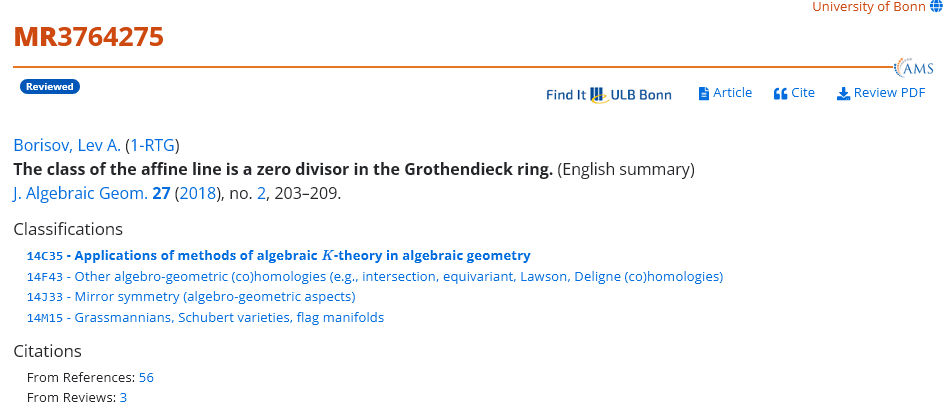 University of Bonn
MR3764275
AMS
Reviewed
Find It ULB Bonn Article Cite Review PDF
Borisov, Lev A. (1-RTG)
The class of the affine line is a zero divisor in the Grothendieck ring. (English summary)
J. Algebraic Geom. 27 (2018), no. 2, 203–209.
Classifications
14C35 - Applications of methods of algebraic K-theory in algebraic geometry
14F43 - Other algebro-geometric (co)homologies (e.g., intersection, equivariant, Lawson, Deligne (co)homologies)
14J33 - Mirror symmetry (algebro-geometric aspects)
14M15 - Grassmannians, Schubert varieties, flag manifolds
Citations
From References: 56
From Reviews: 3